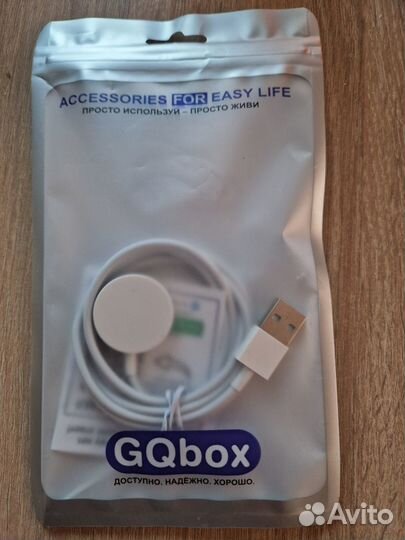 ACCESSORIES FOR EASY LIFE
ПРОСТО ИСПОЛЬЗУЙ – ПРОСТО ЖИВИ
GQbox
ДОСТУПНО. НАДЁЖНО. ХОРОШО.
Avito